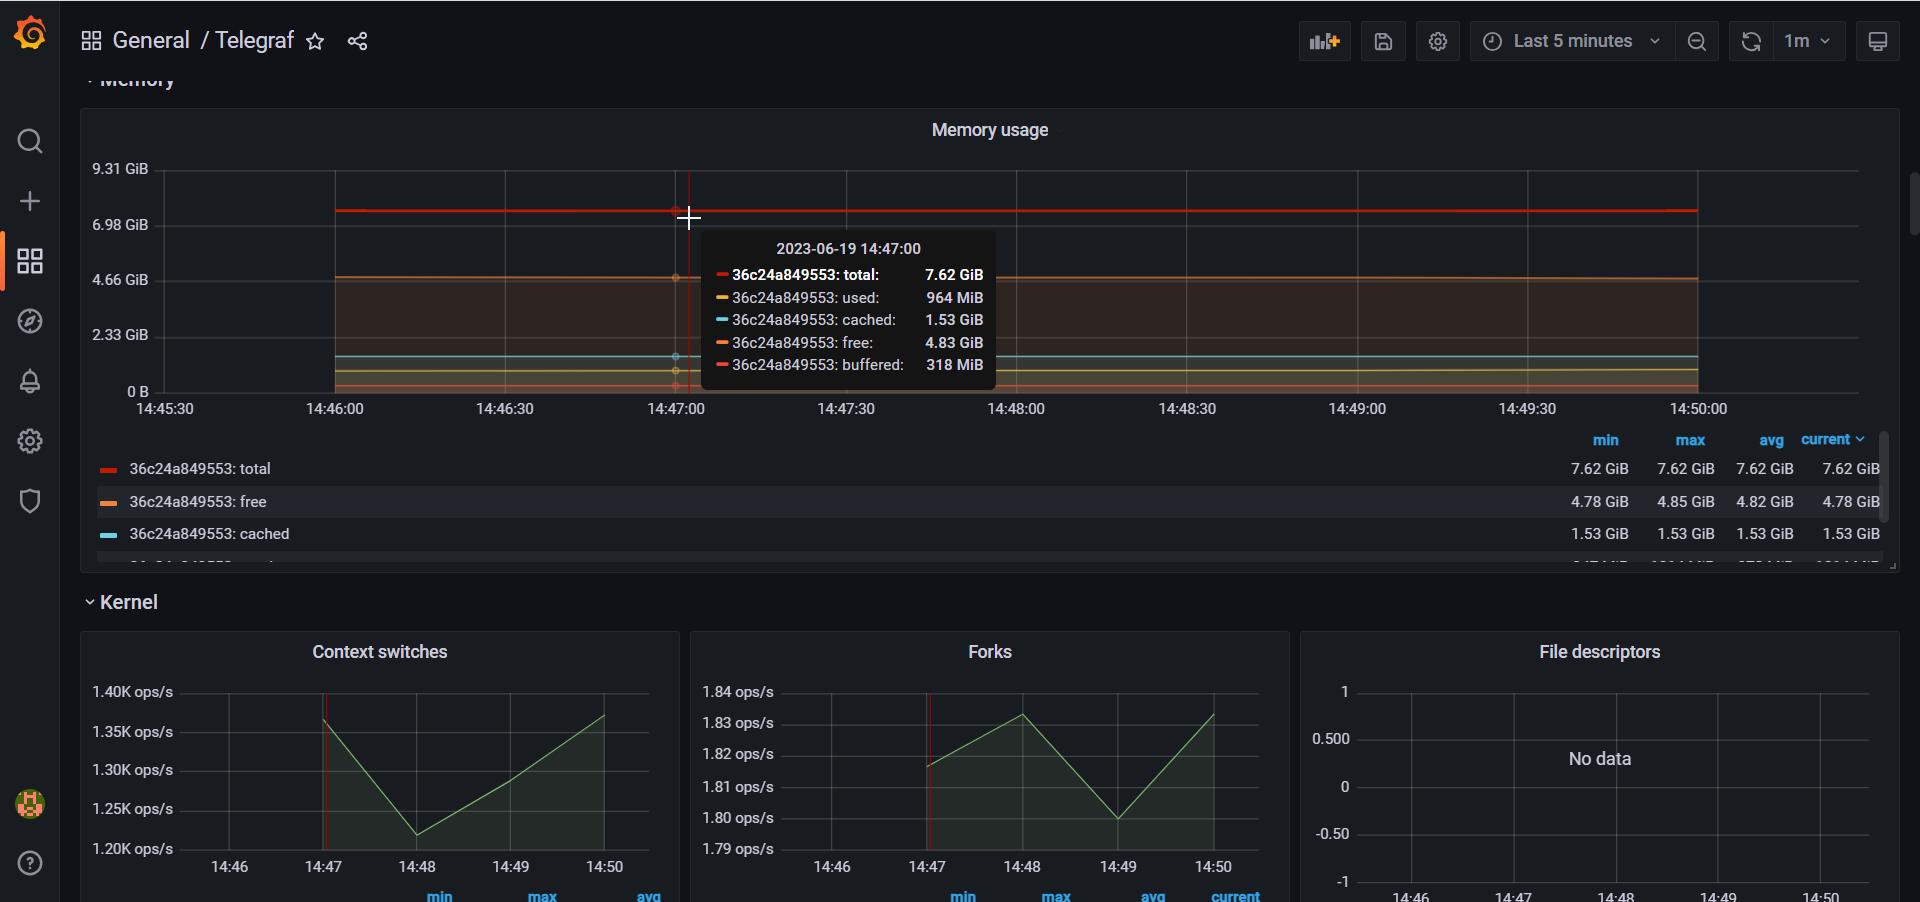 General / Telegraf
Last 5 minutes
1m
Memory
Memory usage
9.31 GiB
6.98 GiB
4.66 GiB
2.33 GiB
0 B
14:45:30 14:46:00 14:46:30 14:47:00 14:47:30 14:48:00 14:48:30 14:49:00 14:49:30 14:50:00
2023-06-19 14:47:00
36c24a849553: total: 7.62 GiB
36c24a849553: used: 964 MiB
36c24a849553: cached: 1.53 GiB
36c24a849553: free: 4.83 GiB
36c24a849553: buffered: 318 MiB
min max avg current
36c24a849553: total 7.62 GiB 7.62 GiB 7.62 GiB 7.62 GiB
36c24a849553: free 4.78 GiB 4.85 GiB 4.82 GiB 4.78 GiB
36c24a849553: cached 1.53 GiB 1.53 GiB 1.53 GiB 1.53 GiB
Kernel
Context switches
1.40K ops/s
1.35K ops/s
1.30K ops/s
1.25K ops/s
1.20K ops/s
14:46 14:47 14:48 14:49 14:50
min max avg
Forks
1.84 ops/s
1.83 ops/s
1.82 ops/s
1.81 ops/s
1.80 ops/s
1.79 ops/s
14:46 14:47 14:48 14:49 14:50
min max avg current
File descriptors
1
0.500
0
-0.50
-1
No data
14:46 14:47 14:48 14:49 14:50